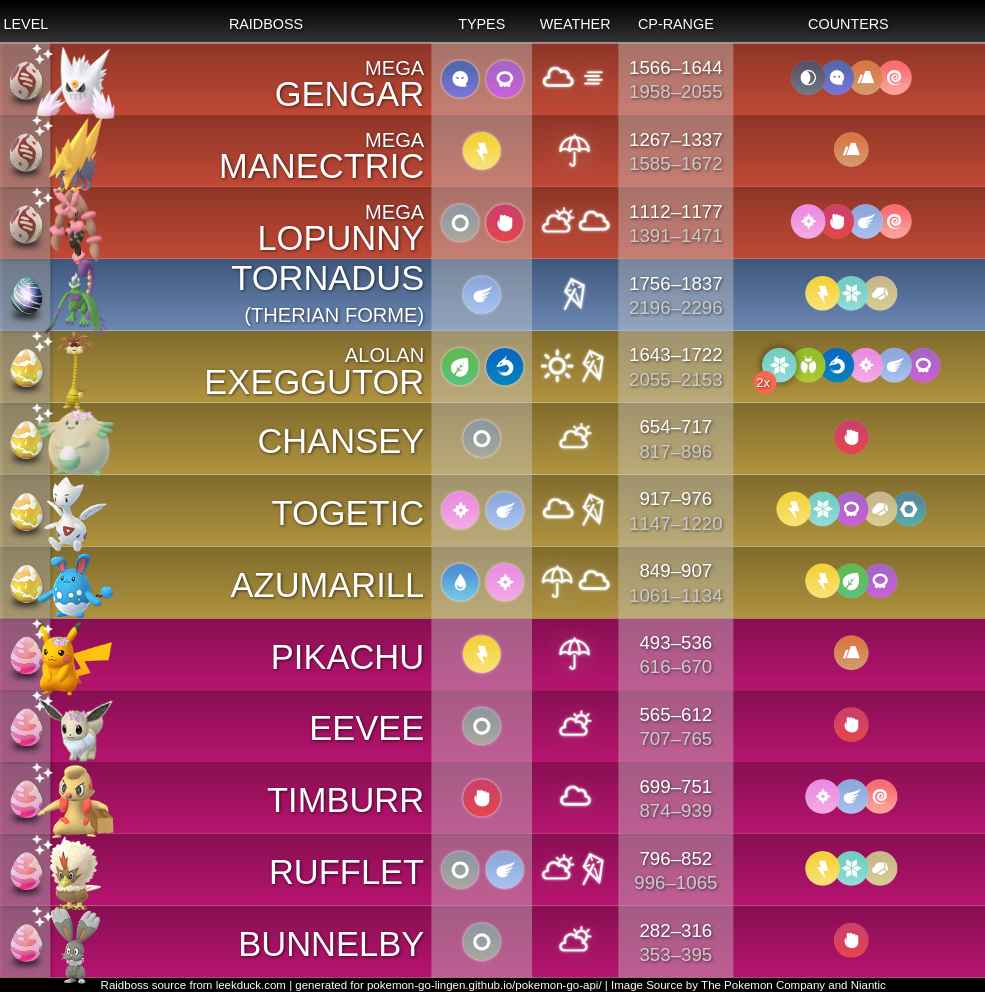 LEVEL RAIDBOSS TYPES WEATHER CP-RANGE COUNTERS
MEGA
GENGAR
1566–1644
1958–2055
MEGA
MANECTRIC
1267–1337
1585–1672
MEGA
LOPUNNY
1112–1177
1391–1471
TORNADUS
(THERIAN FORME)
1756–1837
2196–2296
ALOLAN
EXEGGUTOR
1643–1722
2055–2153
2x
CHANSEY
654–717
817–896
TOGETIC
917–976
1147–1220
AZUMARILL
849–907
1061–1134
PIKACHU
493–536
616–670
EEVEE
565–612
707–765
TIMBURR
699–751
874–939
RUFFLET
796–852
996–1065
BUNNELBY
282–316
353–395
Raidboss source from leekduck.com | generated for pokemon-go-lingen.github.io/pokemon-go-api/ | Image Source by The Pokemon Company and Niantic